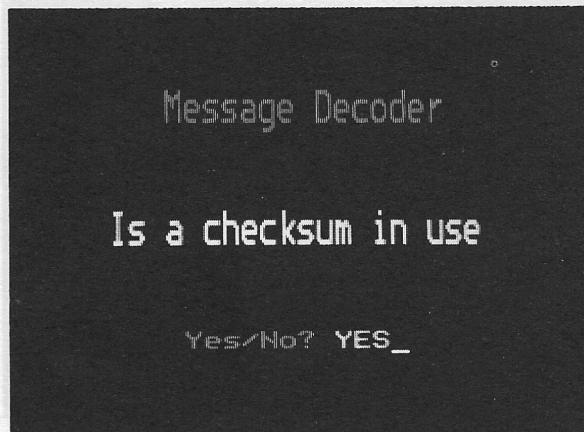 Message Decoder
Is a checksum in use
Yes/No? YES_